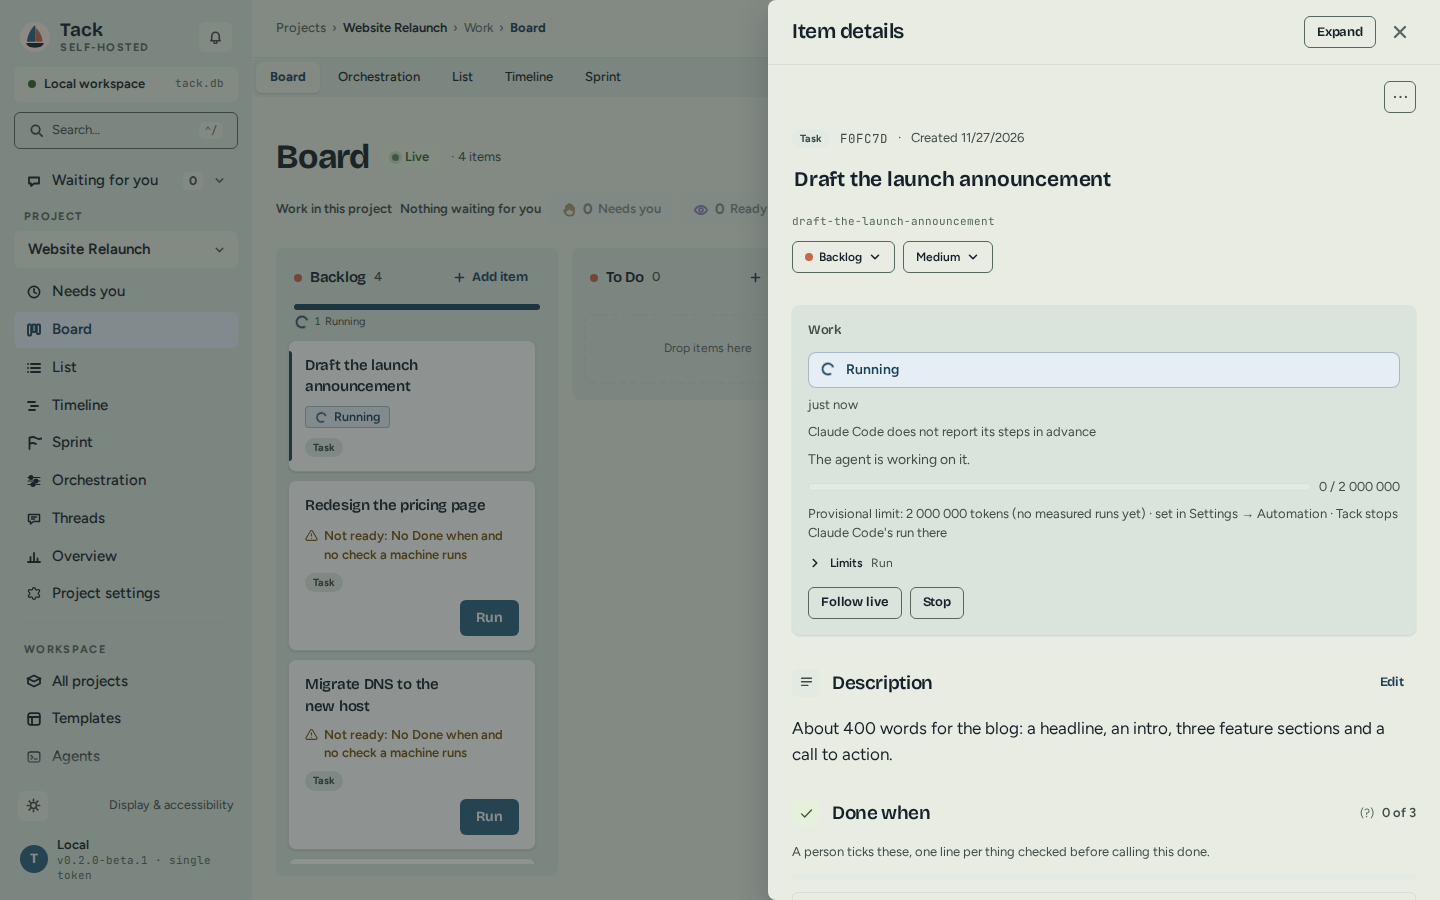 Tack
SELF-HOSTED
Local workspace tack.db
Search... ^/
Waiting for you 0
PROJECT
Website Relaunch
Needs you
Board
List
Timeline
Sprint
Orchestration
Threads
Overview
Project settings
WORKSPACE
All projects
Templates
Agents
Display & accessibility
T
Local
v0.2.0-beta.1 · single
token
Projects › Website Relaunch › Work › Board
Board Orchestration List Timeline Sprint
Board Live · 4 items
Work in this project Nothing waiting for you 0 Needs you 0 Ready
Backlog 4 + Add item
1 Running
Draft the launch
announcement
Running
Task
Redesign the pricing page
Not ready: No Done when and
no check a machine runs
Task
Run
Migrate DNS to the
new host
Not ready: No Done when and
no check a machine runs
Task
Run
To Do 0 +
Drop items here
Item details Expand
...
Task F0FC7D · Created 11/27/2026
Draft the launch announcement
draft-the-launch-announcement
Backlog Medium
Work
Running
just now
Claude Code does not report its steps in advance
The agent is working on it.
0 / 2 000 000
Provisional limit: 2 000 000 tokens (no measured runs yet) · set in Settings → Automation · Tack stops
Claude Code's run there
Limits Run
Follow live Stop
Description Edit
About 400 words for the blog: a headline, an intro, three feature sections and a
call to action.
Done when (?) 0 of 3
A person ticks these, one line per thing checked before calling this done.